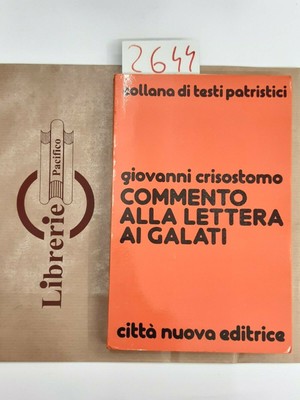 2644
collana di testi patristici
giovanni crisostomo
COMMENTO
ALLA LETTERA
AI GALATI
città nuova editrice
Librerie
Pacifico